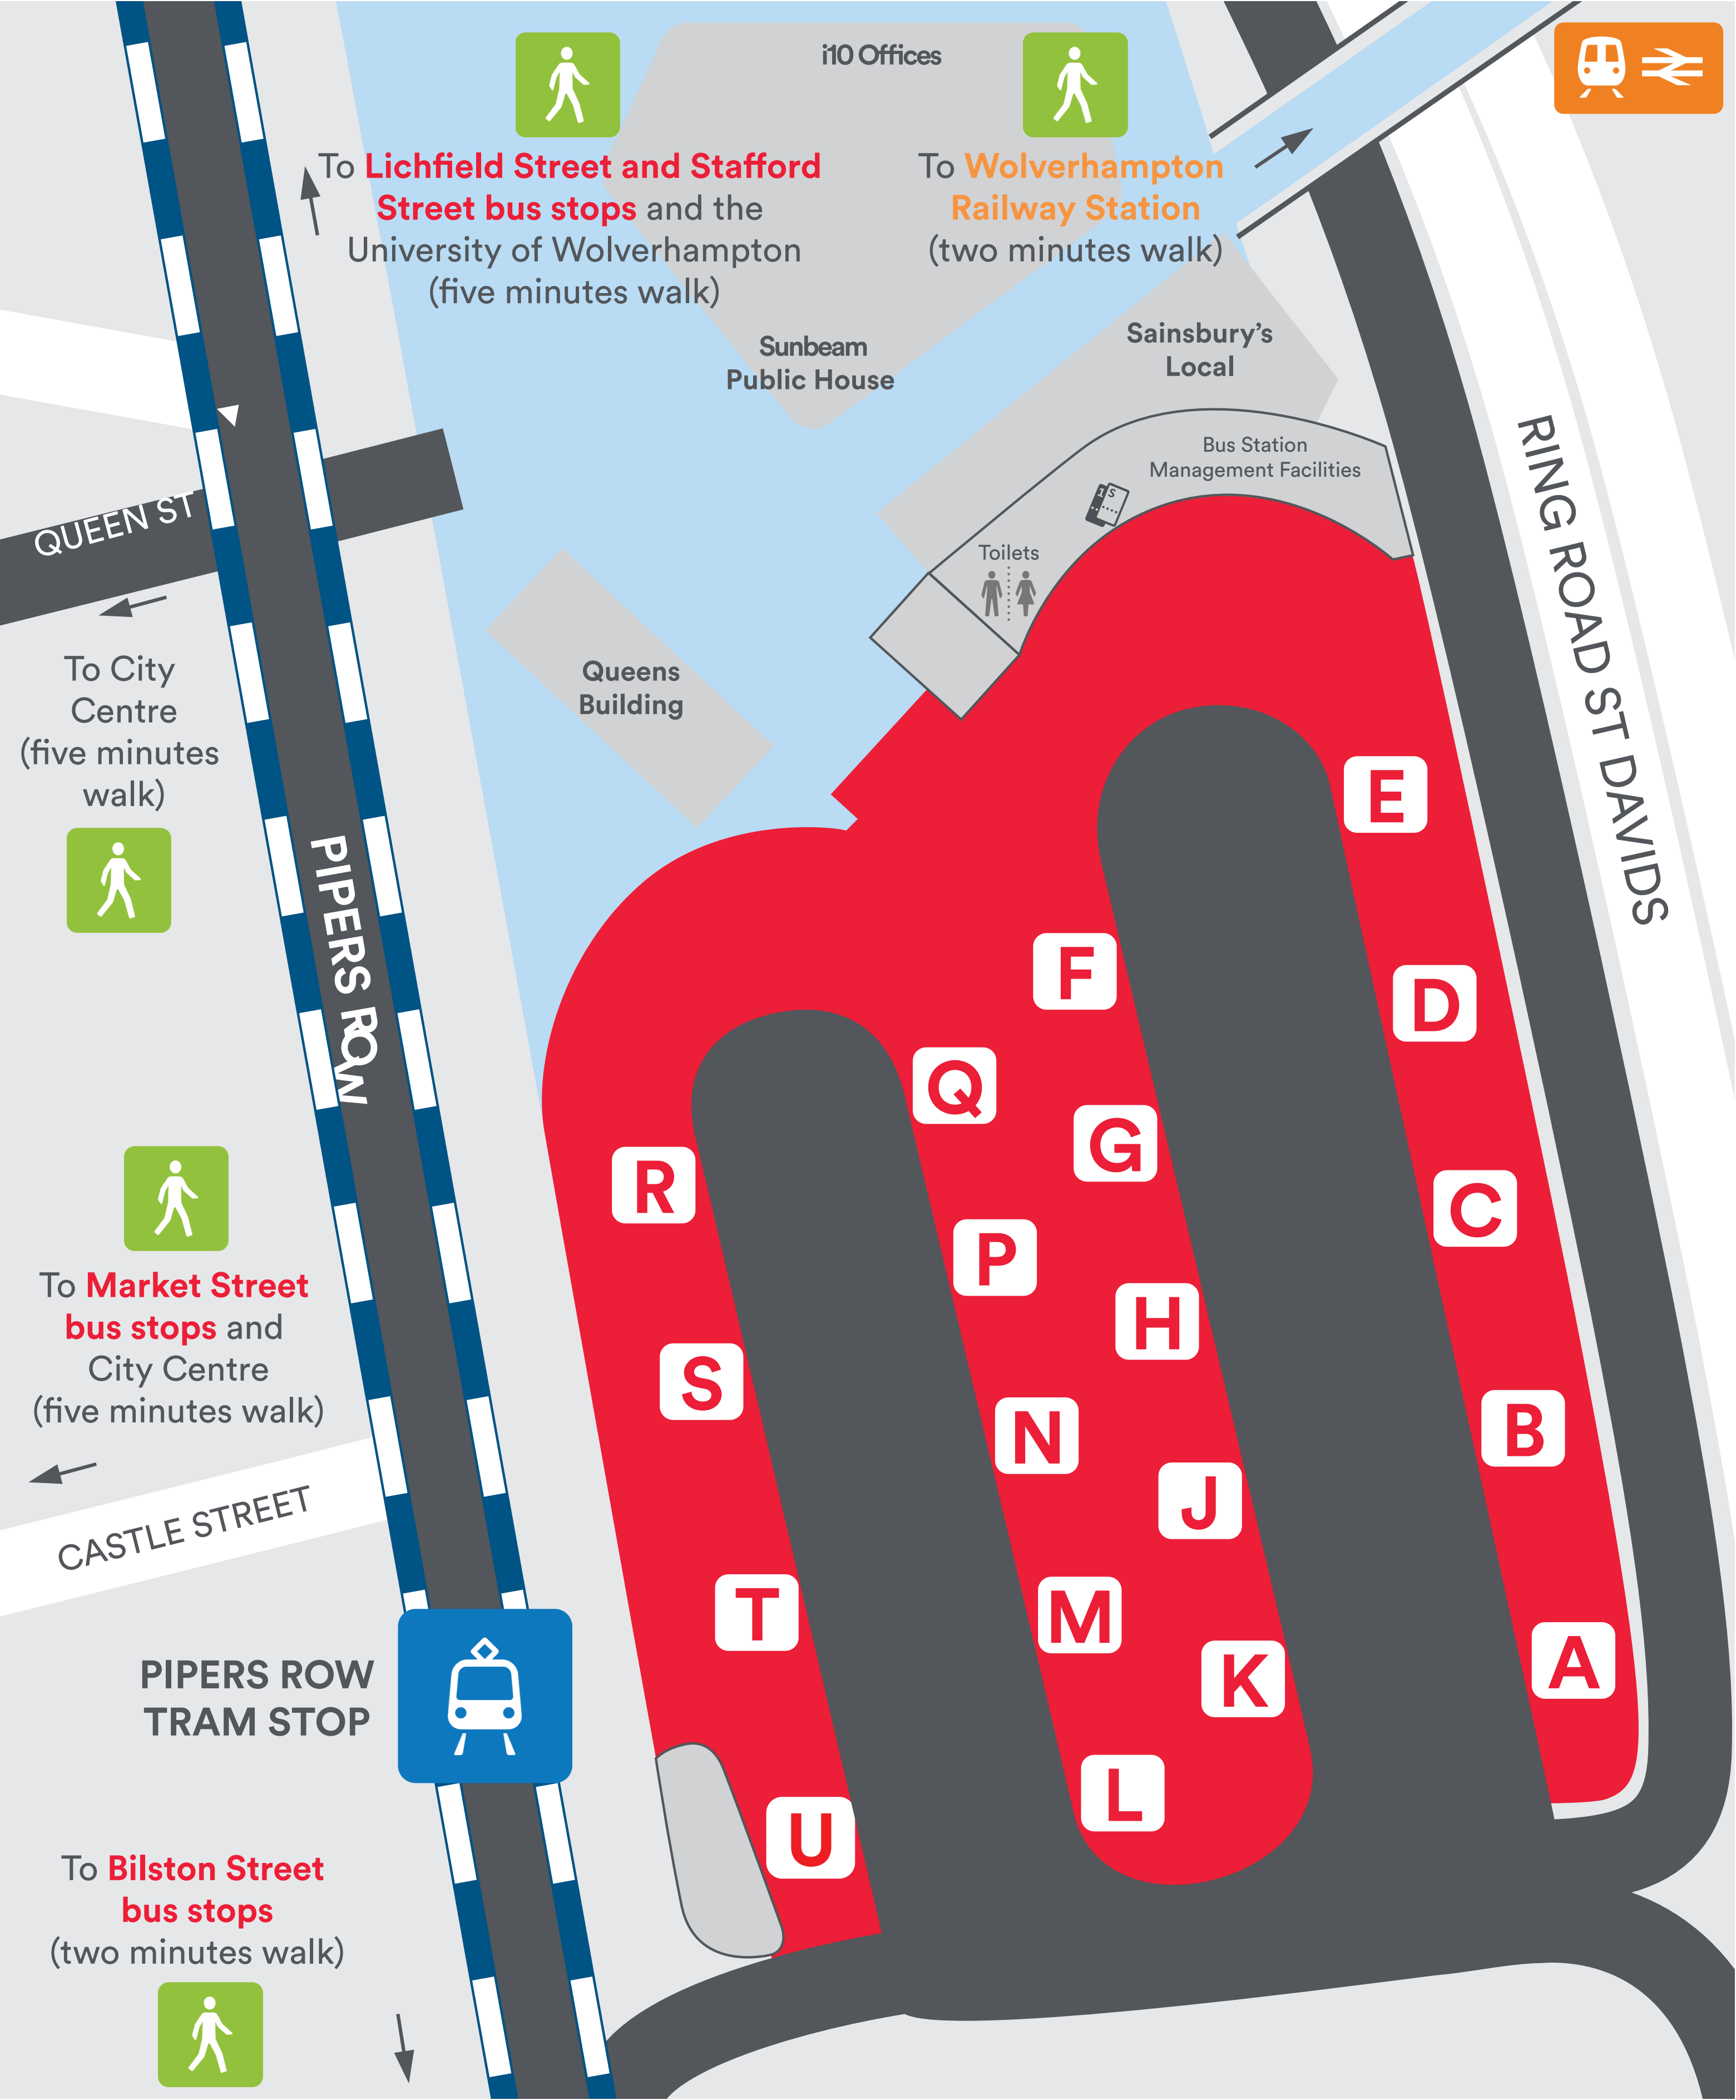 i10 Offices
To Lichfield Street and Stafford
Street bus stops and the
University of Wolverhampton
(five minutes walk)
To Wolverhampton
Railway Station
(two minutes walk)
Sunbeam
Public House
Sainsbury's
Local
Bus Station
Management Facilities
1 S
Toilets
QUEEN ST
RING ROAD ST DAVIDS
To City
Centre
(five minutes
walk)
Queens
Building
PIPERS ROW
E
F
D
Q
G
R
C
P
H
S
N
B
J
T
M
K
A
L
U
To Market Street
bus stops and
City Centre
(five minutes walk)
CASTLE STREET
PIPERS ROW
TRAM STOP
To Bilston Street
bus stops
(two minutes walk)